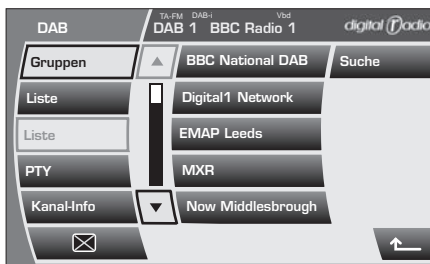 DAB
TA-FM DAB-i Vbd
DAB 1 BBC Radio 1
digital radio
Gruppen
BBC National DAB
Suche
Liste
Digital1 Network
Liste
EMAP Leeds
PTY
MXR
Kanal-Info
Now Middlesbrough